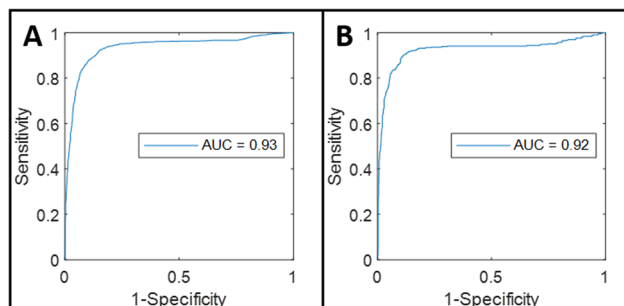 A
Sensitivity
1
0.8
0.6
0.4
0.2
0
AUC = 0.93
0
0.5
1
1-Specificity
B
Sensitivity
1
0.8
0.6
0.4
0.2
0
AUC = 0.92
0
0.5
1
1-Specificity